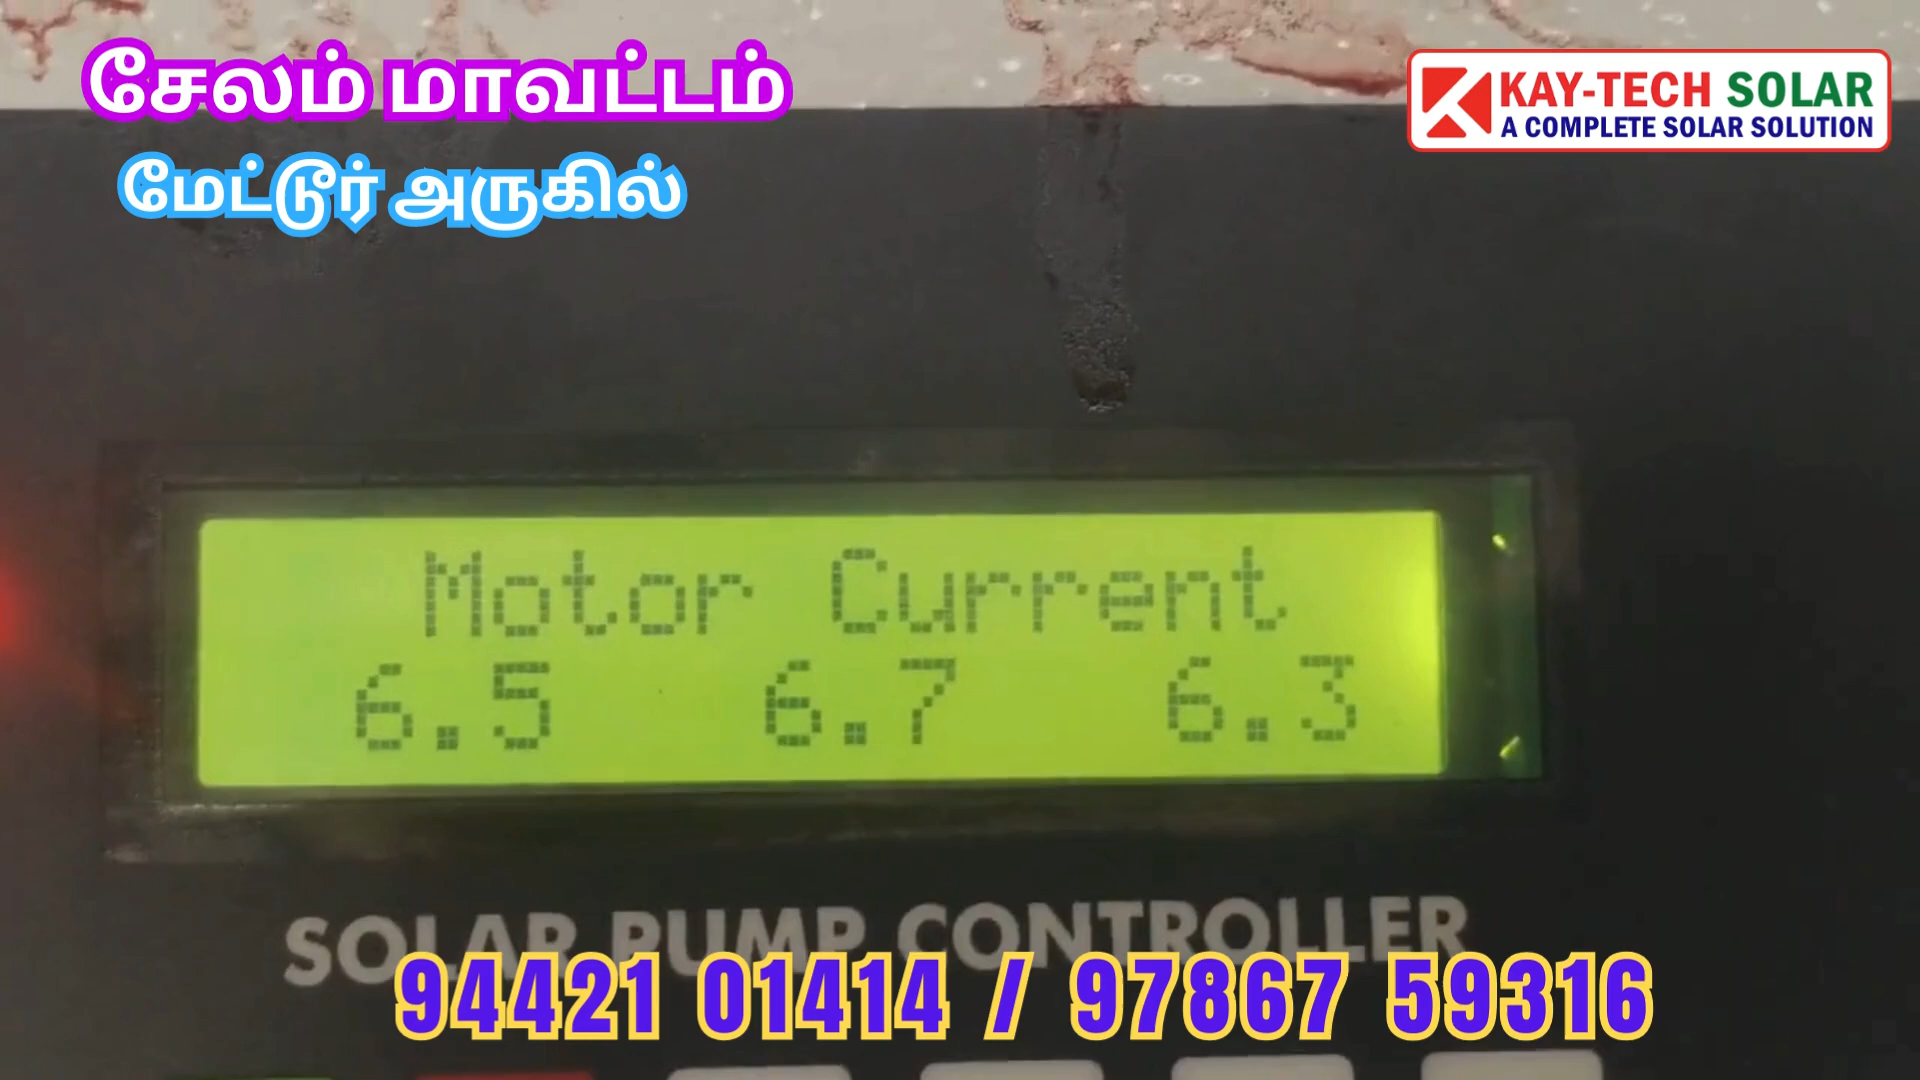 சேலம் மாவட்டம்
மேட்டூர் அருகில்
KAY-TECH SOLAR
A COMPLETE SOLAR SOLUTION
Motor Current
6.5 6.7 6.3
SOLAR PUMP CONTROLLER
94421 01414 / 97867 59316